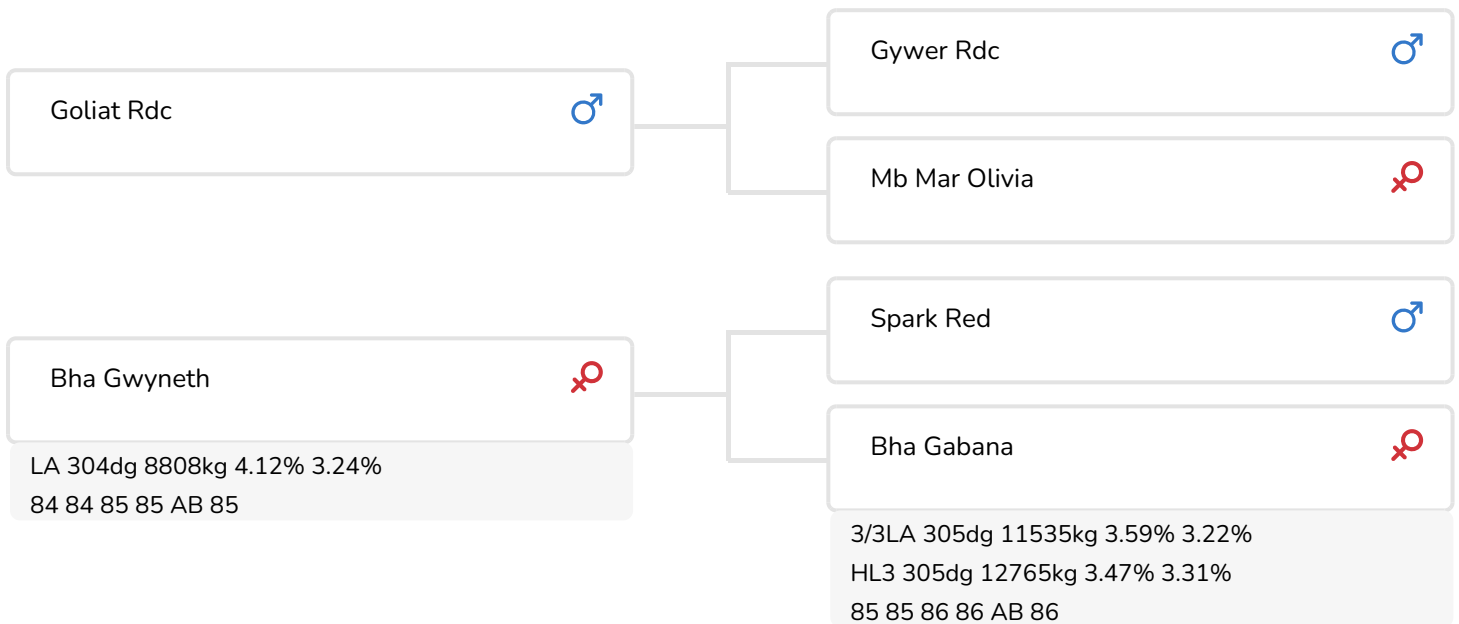 Goliat Rdc
Gywer Rdc
Mb Mar Olivia
Bha Gwyneth
LA 304dg 8808kg 4.12% 3.24%
84 84 85 85 AB 85
Spark Red
Bha Gabana
3/3LA 305dg 11535kg 3.59% 3.22%
HL3 305dg 12765kg 3.47% 3.31%
85 85 86 86 AB 86